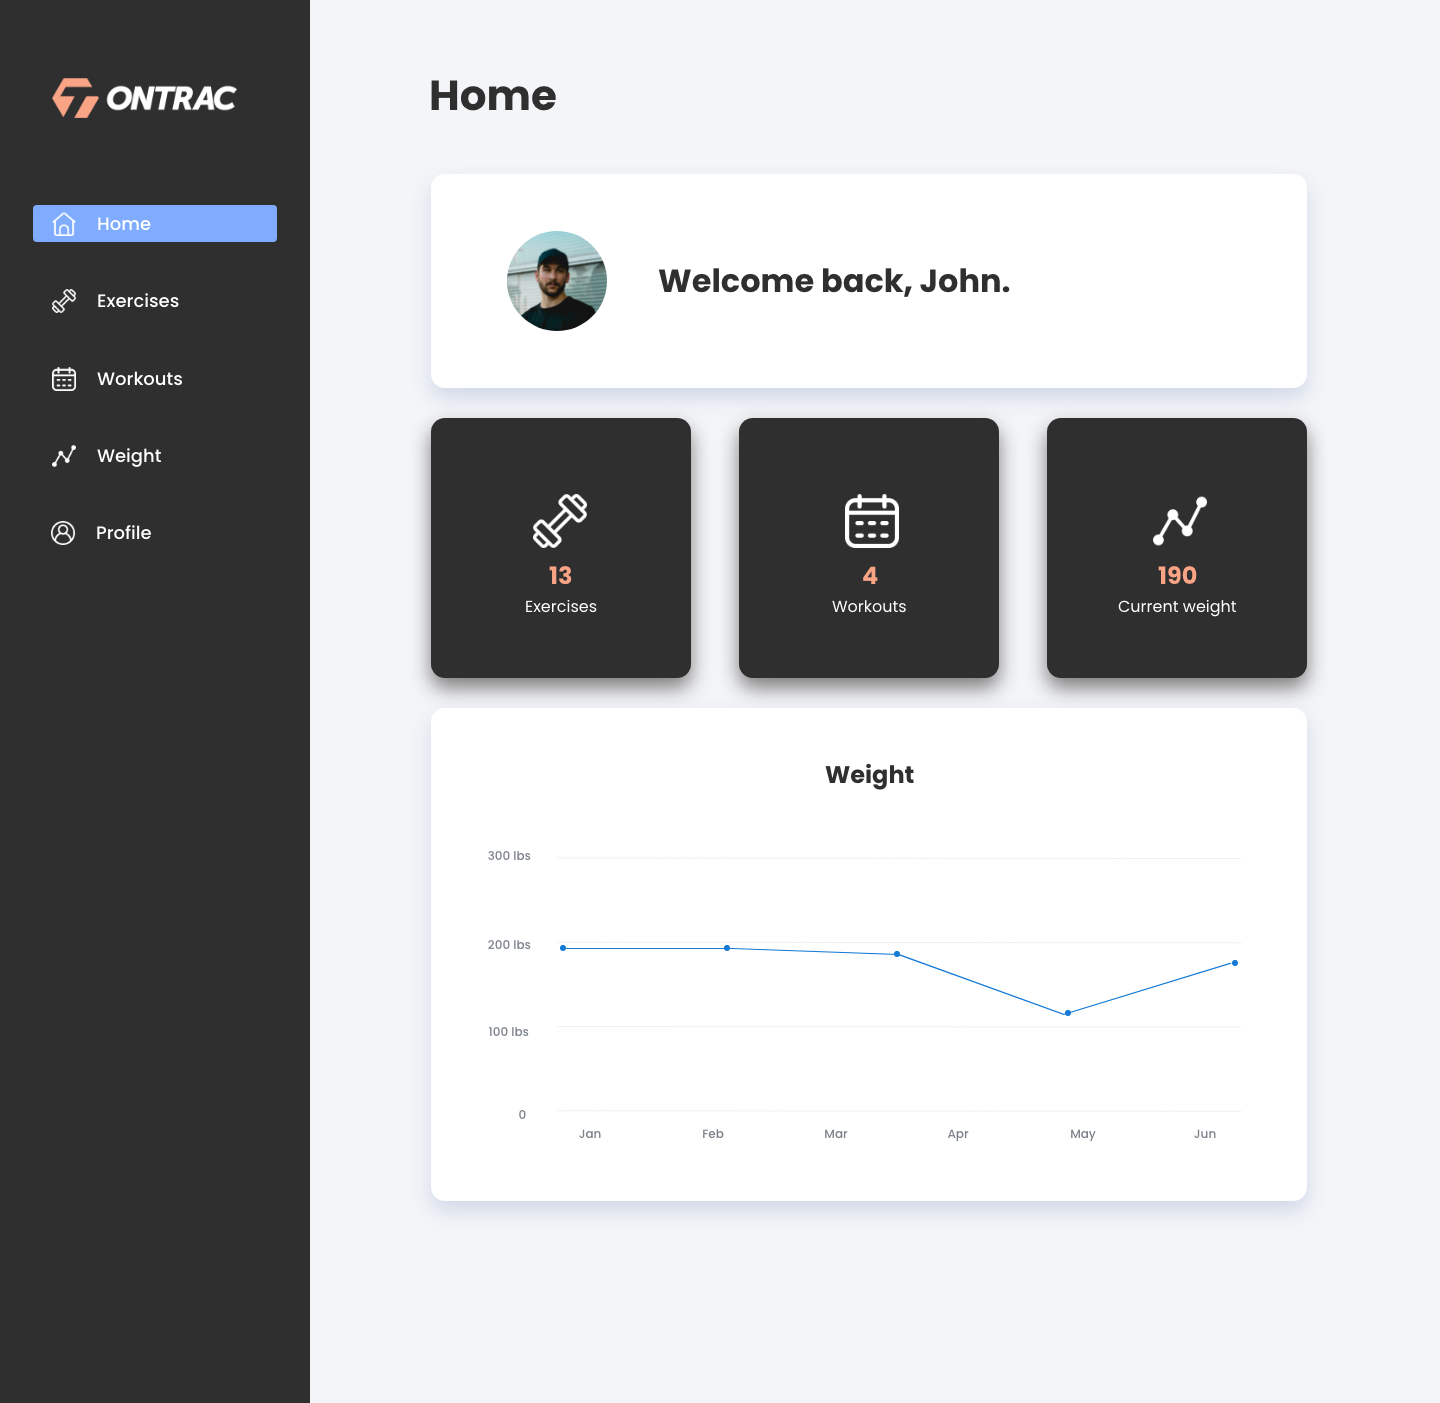 ONTRAC
Home
Exercises
Workouts
Weight
Profile
Home
Welcome back, John.
13
Exercises
4
Workouts
190
Current weight
Weight
300 lbs
200 lbs
100 lbs
0
Jan Feb Mar Apr May Jun